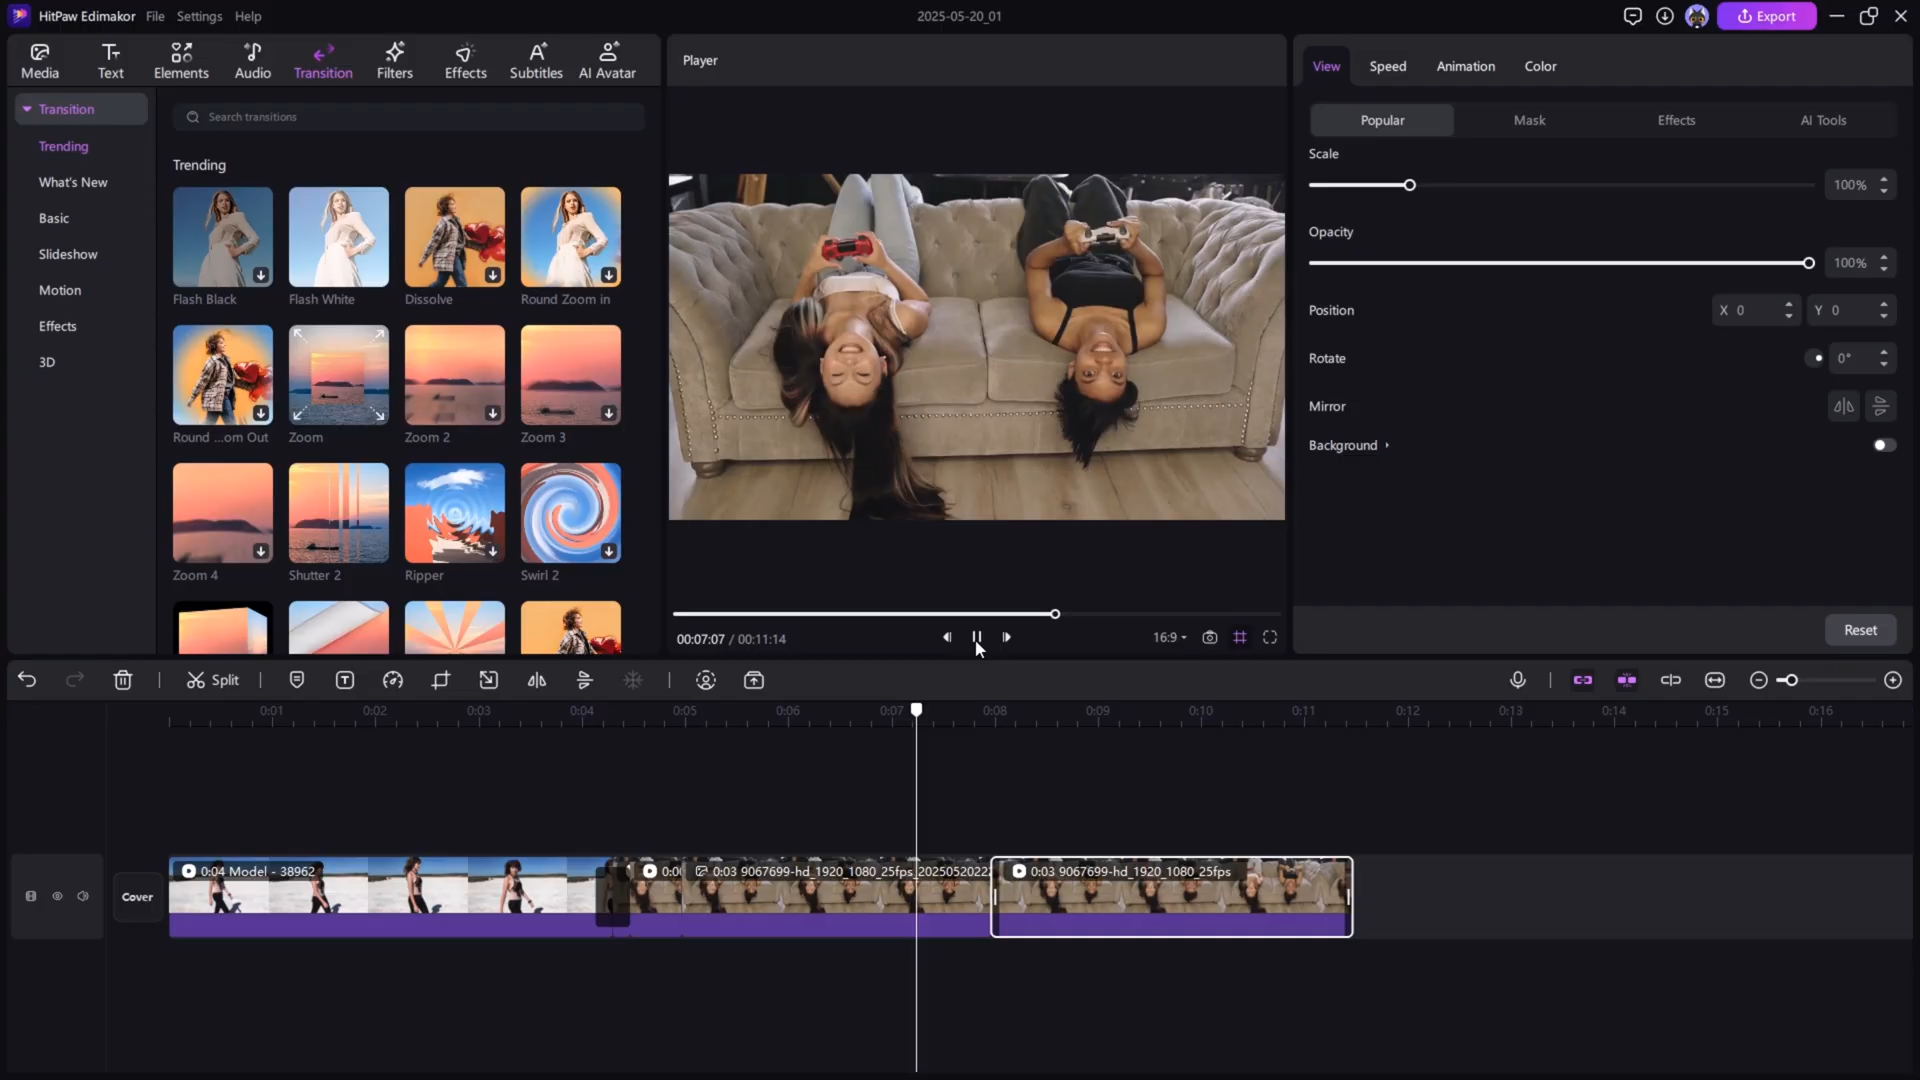 HitPaw Edimakor File Settings Help
2025-05-20_01
Export
Media Text Elements Audio Transition Filters Effects Subtitles AI Avatar
Transition
Trending
What's New
Basic
Slideshow
Motion
Effects
3D
Search transitions
Trending
Flash Black Flash White Dissolve Round Zoom in
Round ...om Out Zoom Zoom 2 Zoom 3
Zoom 4 Shutter 2 Ripper Swirl 2
Player
00:07:07 / 00:11:14
16:9
View Speed Animation Color
Popular Mask Effects AI Tools
Scale
100%
Opacity
100%
Position X 0 Y 0
Rotate 0°
Mirror
Background
Reset
Split
0:01 0:02 0:03 0:04 0:05 0:06 0:07 0:08 0:09 0:10 0:11 0:12 0:13 0:14 0:15 0:16
Cover
0:04 Model - 38962
0:0
0:03 9067699-hd_1920_1080_25fps_2025052022
0:03 9067699-hd_1920_1080_25fps